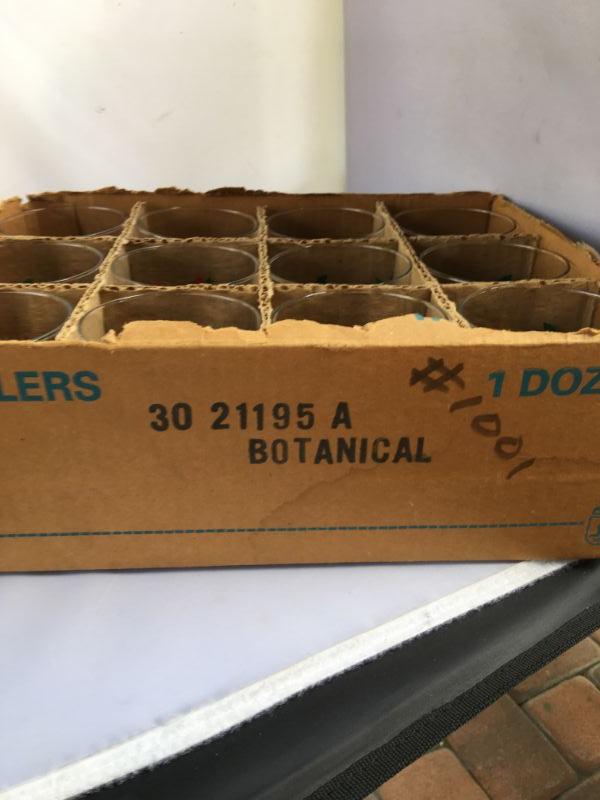 LERS
1 DOZ
30 21195 A
BOTANICAL
# 1001